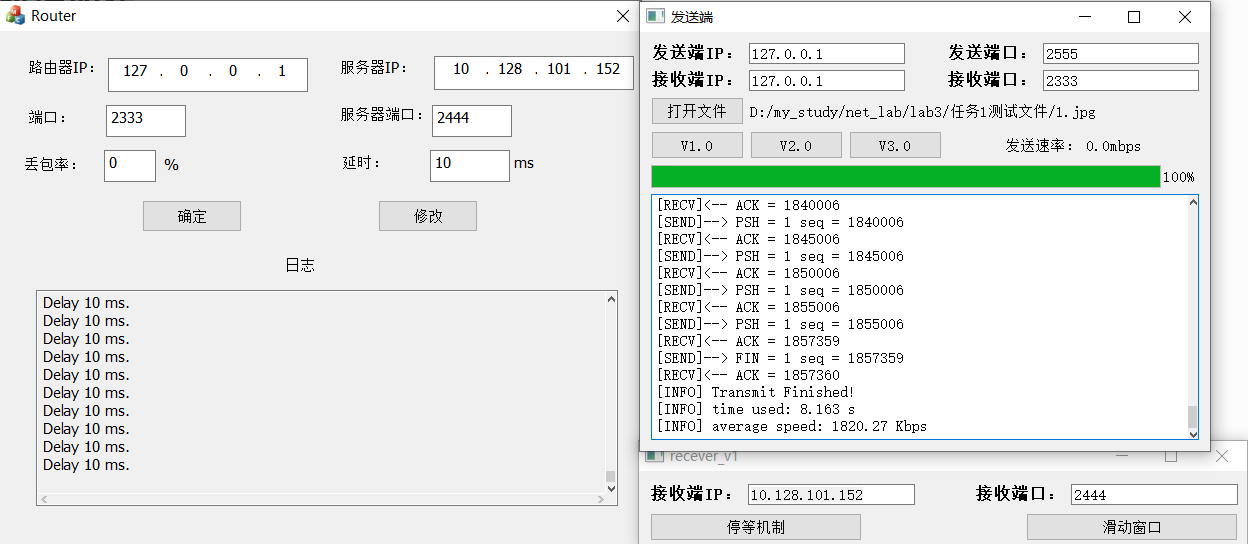 Router
路由器IP： 127 . 0 . 0 . 1 服务器IP： 10 . 128 . 101 . 152
端口： 2333 服务器端口： 2444
丢包率： 0 % 延时： 10 ms
确定 修改
日志
Delay 10 ms.
Delay 10 ms.
Delay 10 ms.
Delay 10 ms.
Delay 10 ms.
Delay 10 ms.
Delay 10 ms.
Delay 10 ms.
Delay 10 ms.
Delay 10 ms.
发送端
发送端IP： 127.0.0.1 发送端口： 2555
接收端IP： 127.0.0.1 接收端口： 2333
打开文件 D:/my_study/net_lab/lab3/任务1测试文件/1.jpg
V1.0 V2.0 V3.0 发送速率： 0.0mbps
100%
[RECV]<-- ACK = 1840006
[SEND]--> PSH = 1 seq = 1840006
[RECV]<-- ACK = 1845006
[SEND]--> PSH = 1 seq = 1845006
[RECV]<-- ACK = 1850006
[SEND]--> PSH = 1 seq = 1850006
[RECV]<-- ACK = 1855006
[SEND]--> PSH = 1 seq = 1855006
[RECV]<-- ACK = 1857359
[SEND]--> FIN = 1 seq = 1857359
[RECV]<-- ACK = 1857360
[INFO] Transmit Finished!
[INFO] time used: 8.163 s
[INFO] average speed: 1820.27 Kbps
recever_v1
接收端IP： 10.128.101.152 接收端口： 2444
停等机制 滑动窗口